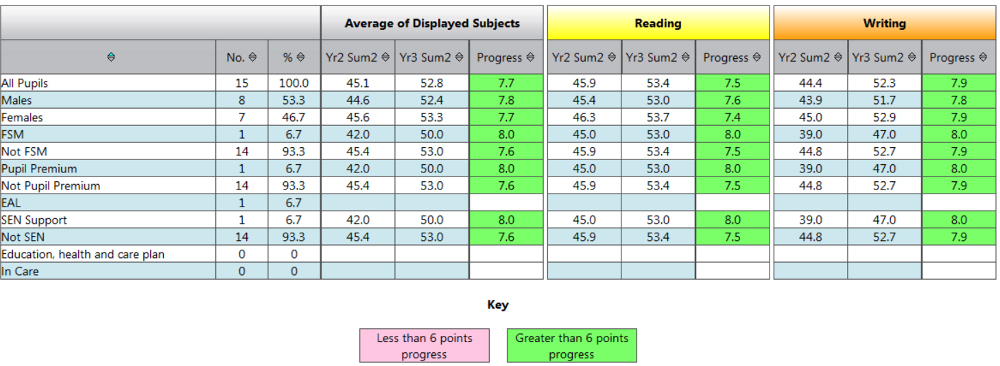 Average of Displayed Subjects Reading Writing
No. % Yr2 Sum2 Yr3 Sum2 Progress Yr2 Sum2 Yr3 Sum2 Progress Yr2 Sum2 Yr3 Sum2 Progress
All Pupils 15 100.0 45.1 52.8 7.7 45.9 53.4 7.5 44.4 52.3 7.9
Males 8 53.3 44.6 52.4 7.8 45.4 53.0 7.6 43.9 51.7 7.8
Females 7 46.7 45.6 53.3 7.7 46.3 53.7 7.4 45.0 52.9 7.9
FSM 1 6.7 42.0 50.0 8.0 45.0 53.0 8.0 39.0 47.0 8.0
Not FSM 14 93.3 45.4 53.0 7.6 45.9 53.4 7.5 44.8 52.7 7.9
Pupil Premium 1 6.7 42.0 50.0 8.0 45.0 53.0 8.0 39.0 47.0 8.0
Not Pupil Premium 14 93.3 45.4 53.0 7.6 45.9 53.4 7.5 44.8 52.7 7.9
EAL 1 6.7
SEN Support 1 6.7 42.0 50.0 8.0 45.0 53.0 8.0 39.0 47.0 8.0
Not SEN 14 93.3 45.4 53.0 7.6 45.9 53.4 7.5 44.8 52.7 7.9
Education, health and care plan 0 0
In Care 0 0
Key
Less than 6 points
progress
Greater than 6 points
progress